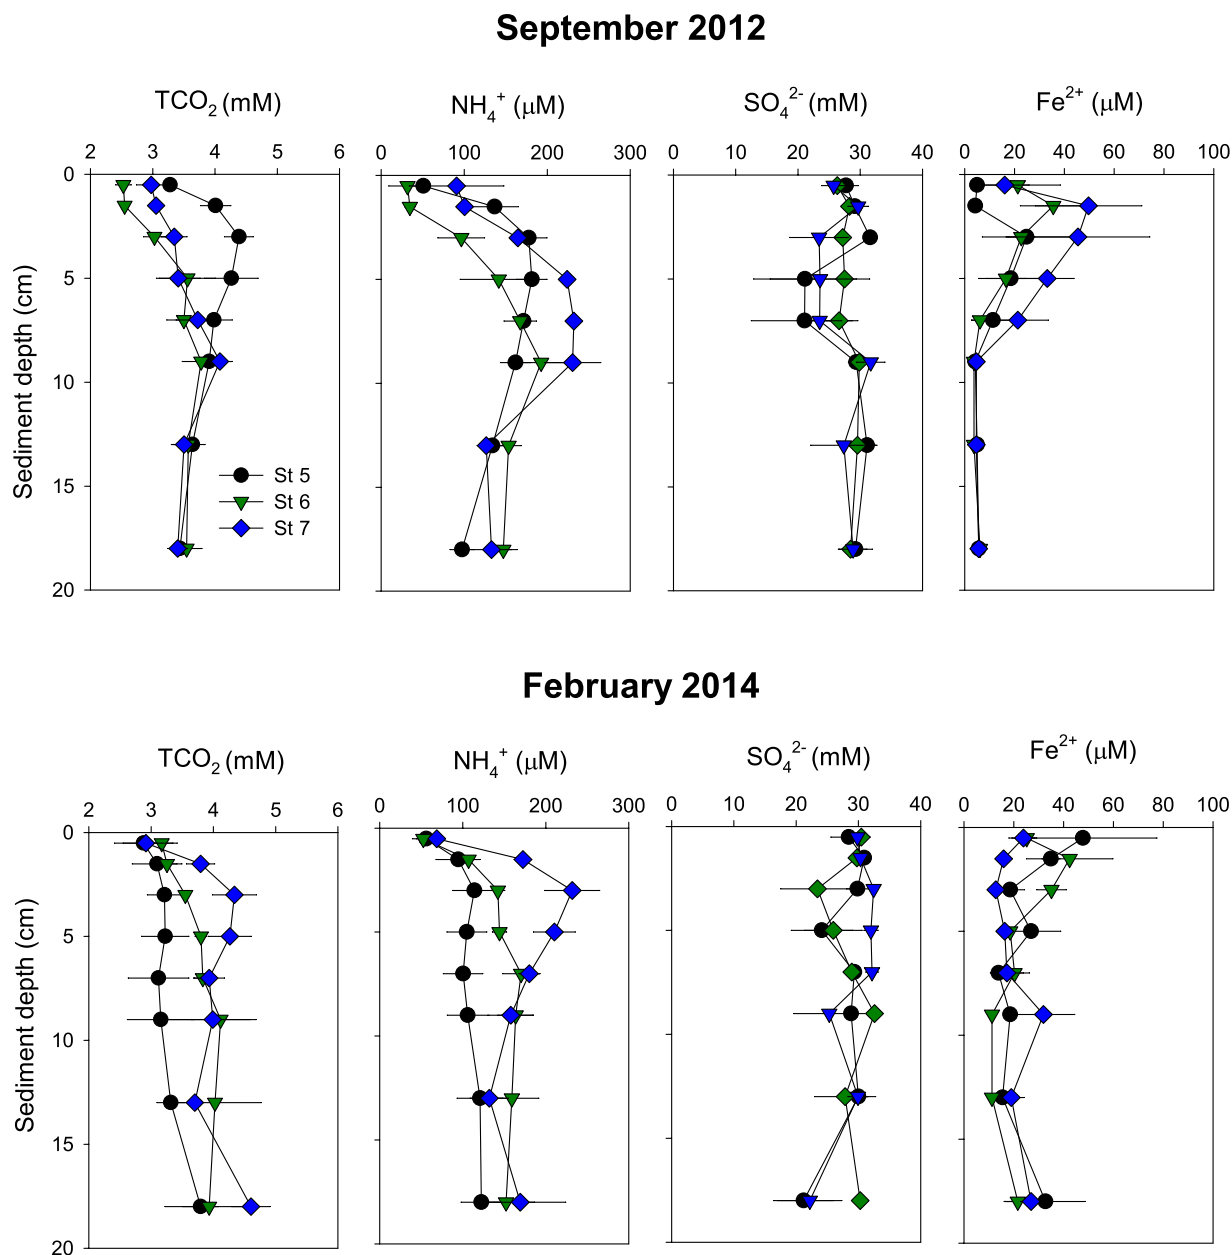 September 2012
TCO2 (mM) NH4+ (μM) SO42- (mM) Fe2+ (μM)
2 3 4 5 6 0 100 200 300 0 10 20 30 40 0 20 40 60 80 100
0
5
10
15
20
Sediment depth (cm)
St 5
St 6
St 7
February 2014
TCO2 (mM) NH4+ (μM) SO42- (mM) Fe2+ (μM)
2 3 4 5 6 0 100 200 300 0 10 20 30 40 0 20 40 60 80 100
0
5
10
15
20
Sediment depth (cm)